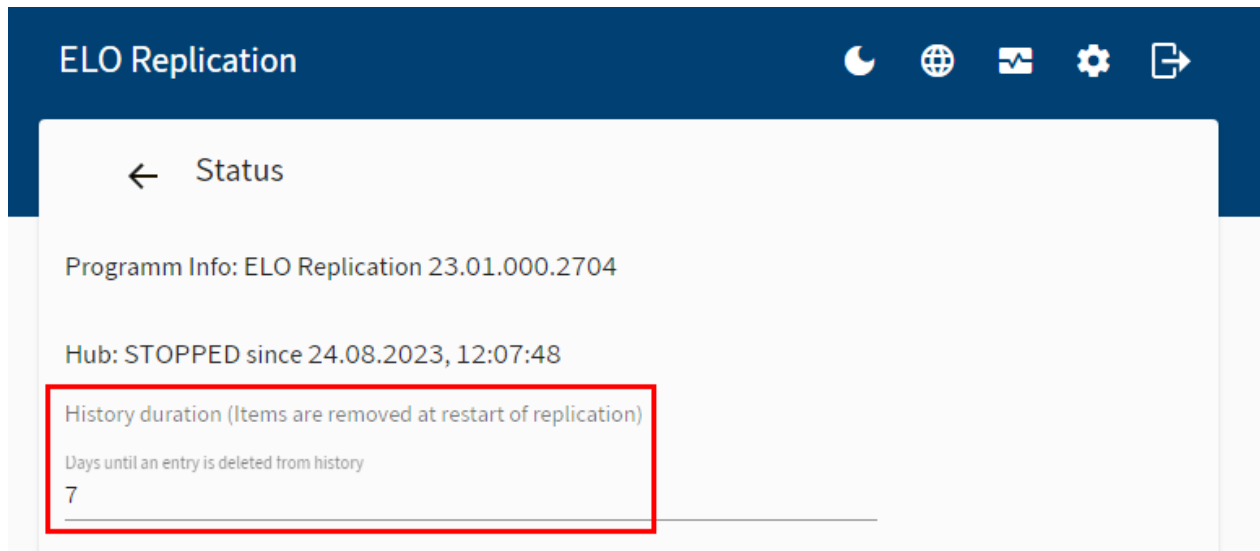 ELO Replication
Status
Programm Info: ELO Replication 23.01.000.2704
Hub: STOPPED since 24.08.2023, 12:07:48
History duration (Items are removed at restart of replication)
Days until an entry is deleted from history
7